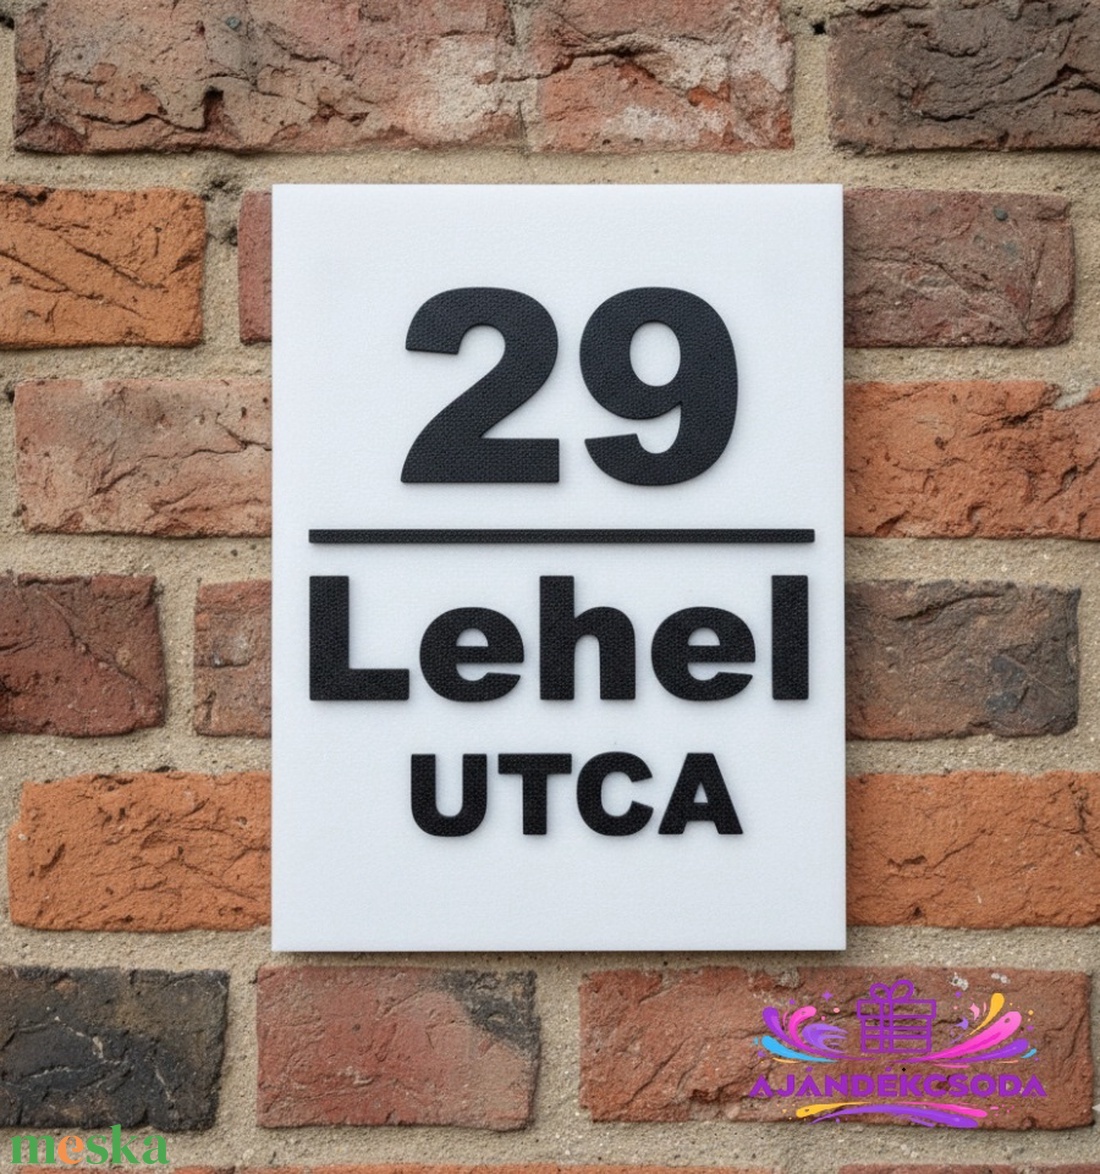 29
Lehel
UTCA
AJÁNDÉKCSODA
meska